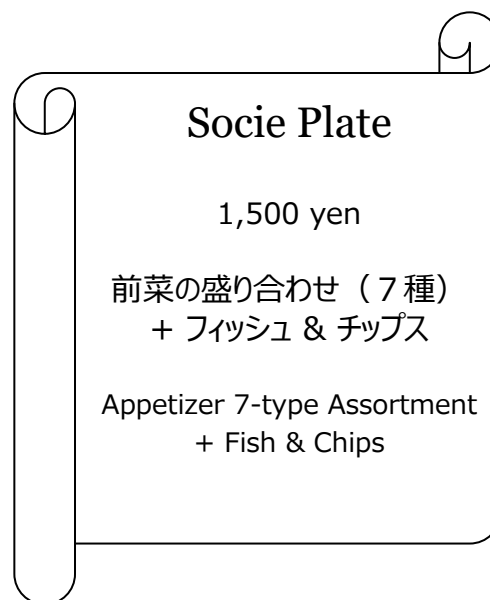 Socie Plate
1,500 yen
前菜の盛り合わせ（７種）
+ フィッシュ & チップス
Appetizer 7-type Assortment
+ Fish & Chips